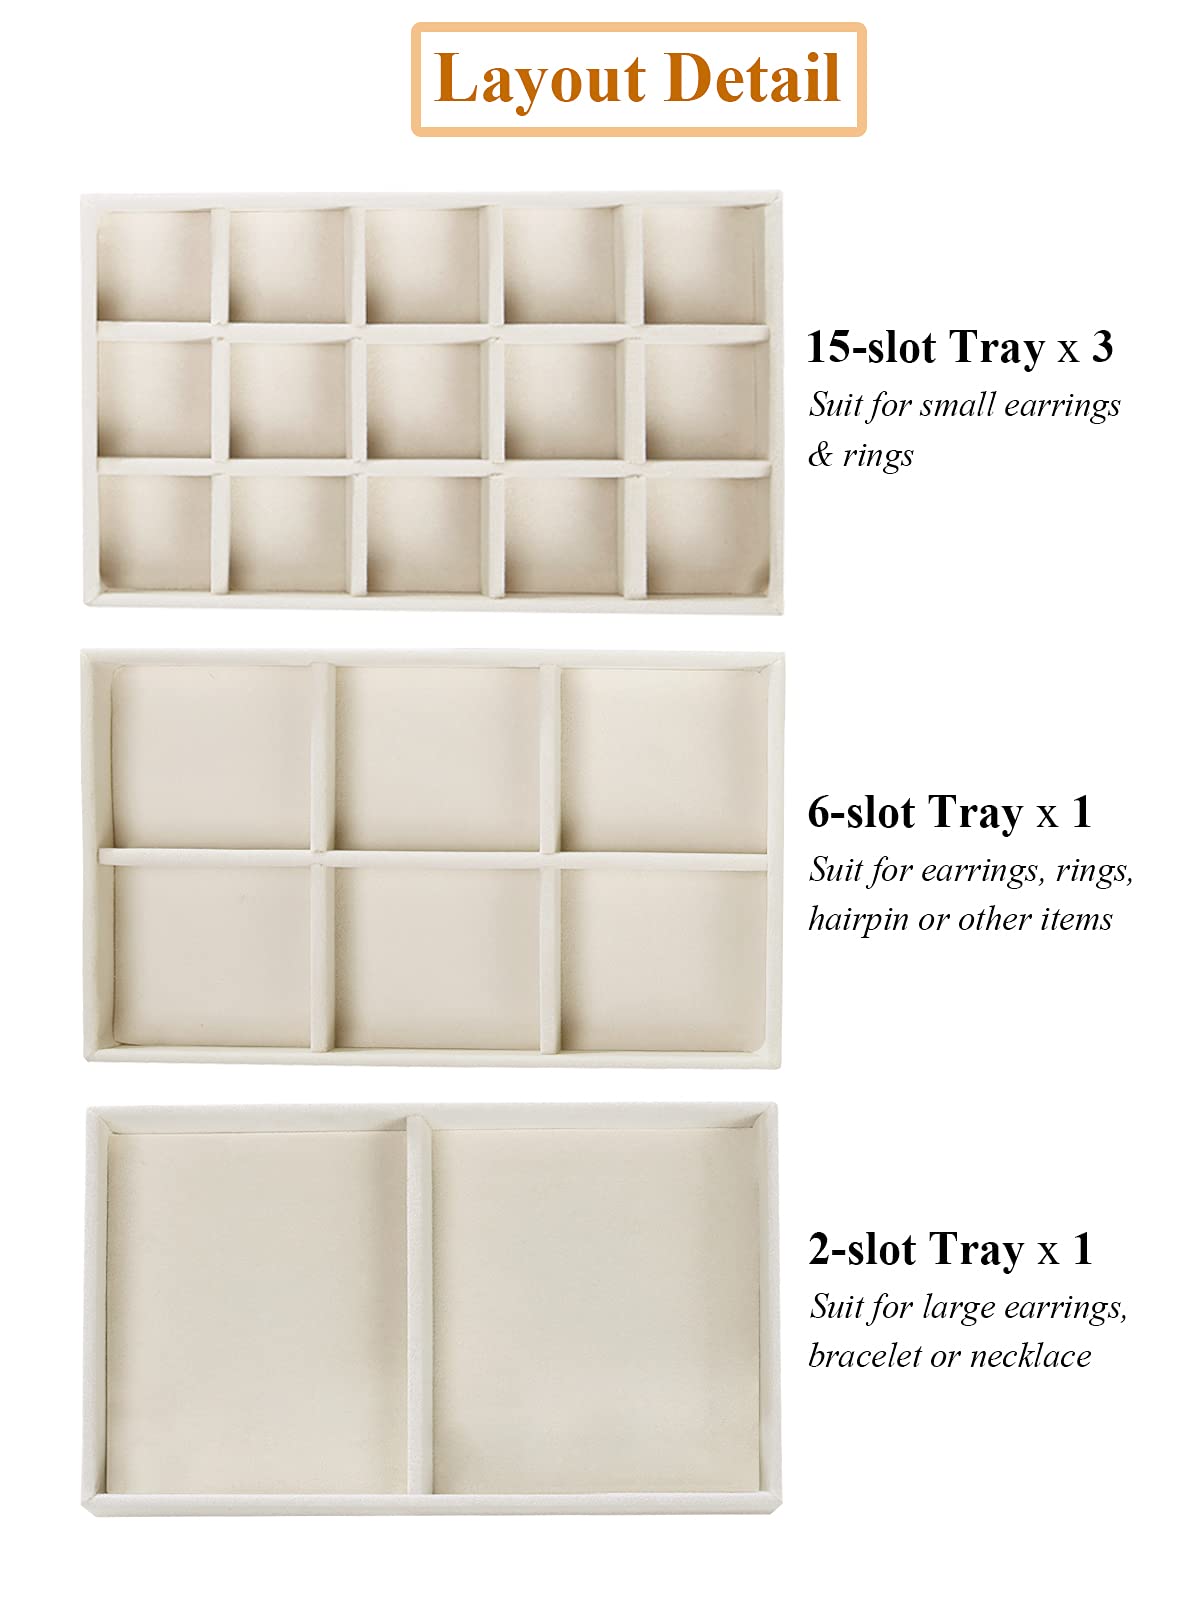 Layout Detail
15-slot Tray x 3
Suit for small earrings
& rings
6-slot Tray x 1
Suit for earrings, rings,
hairpin or other items
2-slot Tray x 1
Suit for large earrings,
bracelet or necklace